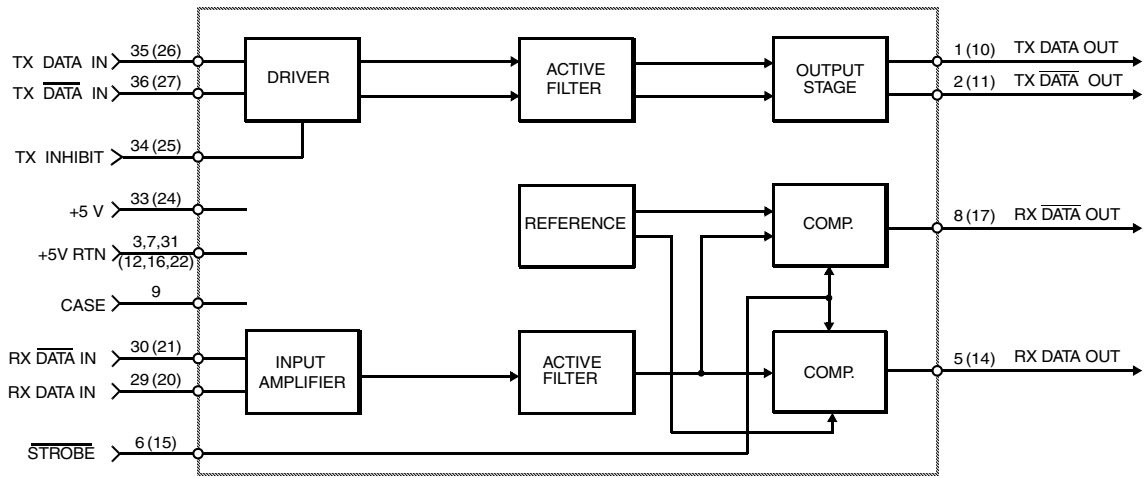 TX DATA IN
35 (26)
DRIVER
ACTIVE
FILTER
OUTPUT
STAGE
1 (10)
TX DATA OUT
TX DATA IN
36 (27)
2 (11)
TX DATA OUT
TX INHIBIT
34 (25)
+5 V
33 (24)
REFERENCE
COMP.
8 (17)
RX DATA OUT
+5V RTN
3,7,31
(12,16,22)
CASE
9
RX DATA IN
30 (21)
INPUT
AMPLIFIER
ACTIVE
FILTER
COMP.
5 (14)
RX DATA OUT
RX DATA IN
29 (20)
STROBE
6 (15)